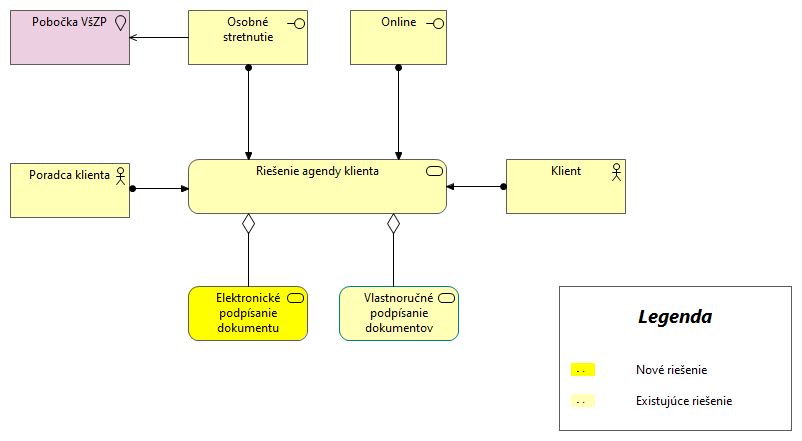 Pobočka VšZP
Osobné
stretnutie
Online
Poradca klienta
Riešenie agendy klienta
Klient
Elektronické
podpísanie
dokumentu
Vlastnoručné
podpísanie
dokumentov
Legenda
. . Nové riešenie
. . Existujúce riešenie